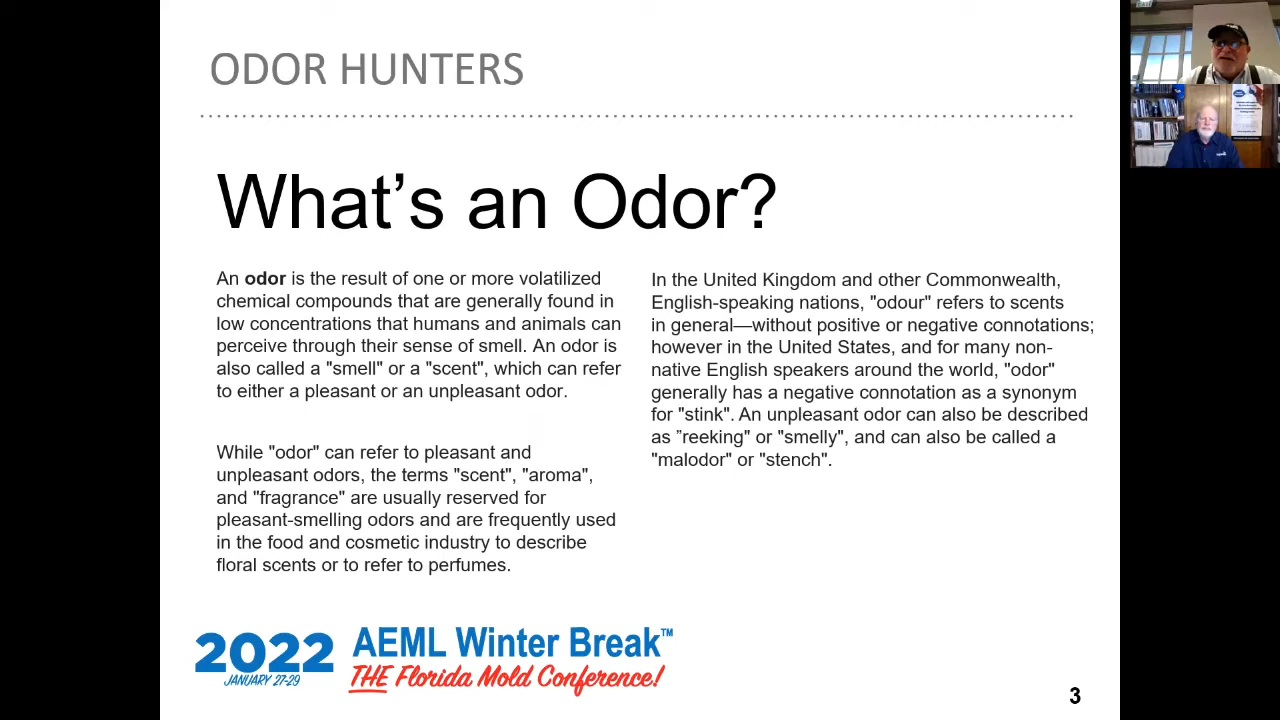 ODOR HUNTERS
What’s an Odor?
An odor is the result of one or more volatilized
chemical compounds that are generally found in
low concentrations that humans and animals can
perceive through their sense of smell. An odor is
also called a "smell" or a "scent", which can refer
to either a pleasant or an unpleasant odor.
While "odor" can refer to pleasant and
unpleasant odors, the terms "scent", "aroma",
and "fragrance" are usually reserved for
pleasant-smelling odors and are frequently used
in the food and cosmetic industry to describe
floral scents or to refer to perfumes.
In the United Kingdom and other Commonwealth,
English-speaking nations, "odour" refers to scents
in general—without positive or negative connotations;
however in the United States, and for many non-
native English speakers around the world, "odor"
generally has a negative connotation as a synonym
for "stink". An unpleasant odor can also be described
as ”reeking" or "smelly", and can also be called a
"malodor" or "stench".
2022
JANUARY 27-29
AEML Winter Break™
THE Florida Mold Conference!
3